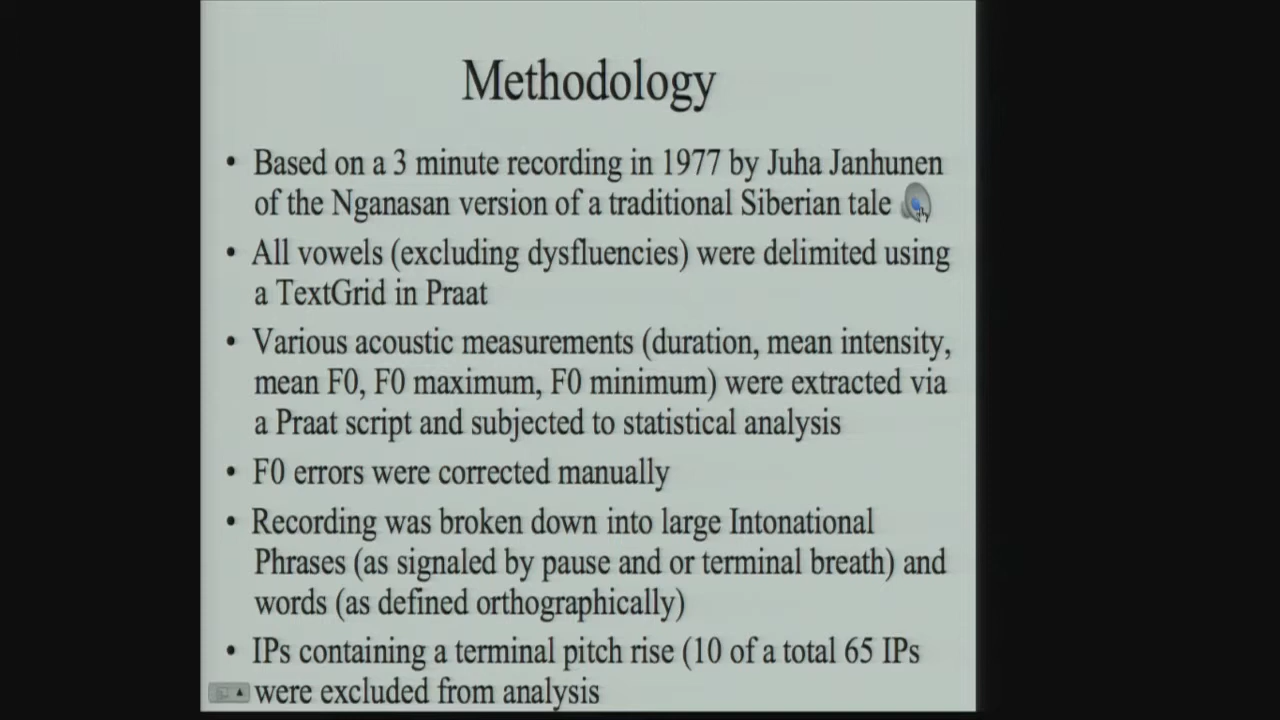 Methodology
• Based on a 3 minute recording in 1977 by Juha Janhunen
of the Nganasan version of a traditional Siberian tale
• All vowels (excluding dysfluencies) were delimited using
a TextGrid in Praat
• Various acoustic measurements (duration, mean intensity,
mean F0, F0 maximum, F0 minimum) were extracted via
a Praat script and subjected to statistical analysis
• F0 errors were corrected manually
• Recording was broken down into large Intonational
Phrases (as signaled by pause and or terminal breath) and
words (as defined orthographically)
• IPs containing a terminal pitch rise (10 of a total 65 IPs
were excluded from analysis